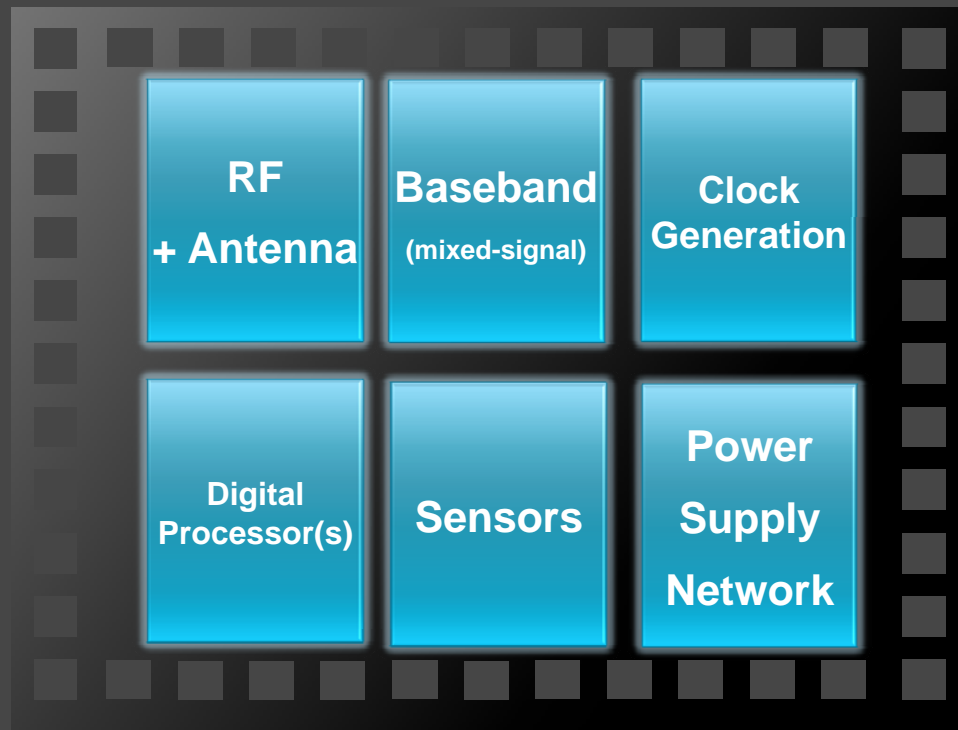 RF
+ Antenna
Baseband
(mixed-signal)
Clock
Generation
Digital
Processor(s)
Sensors
Power
Supply
Network